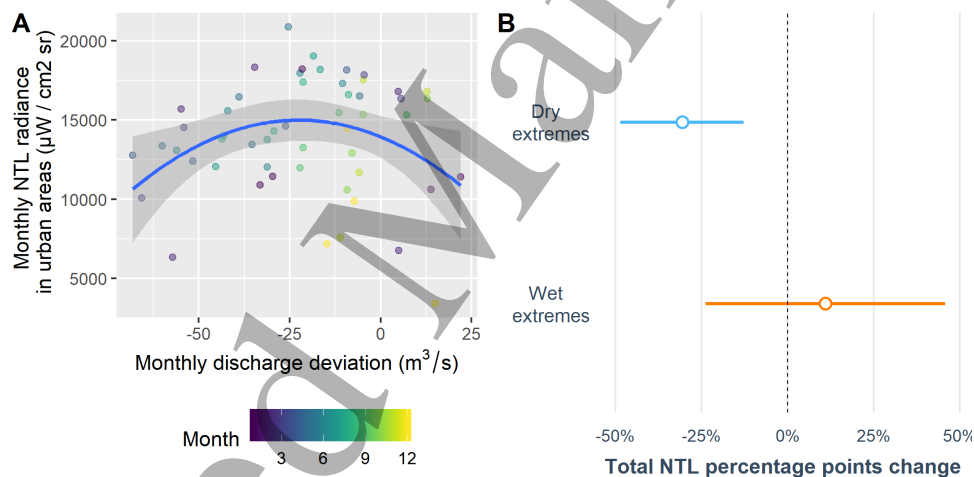 A
Monthly NTL radiance
in urban areas (µW / cm2 sr)
20000
15000
10000
5000
-50
-25
0
25
Monthly discharge deviation (m³/s)
Month
3
6
9
12
B
Dry
extremes
Wet
extremes
-50%
-25%
0%
25%
50%
Total NTL percentage points change